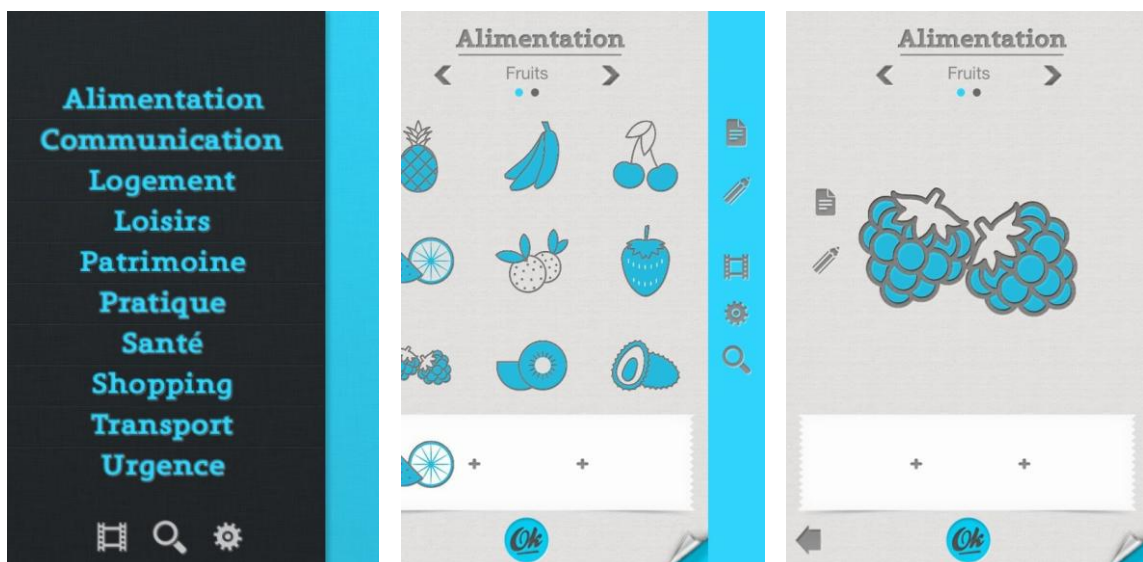 Alimentation
Communication
Logement
Loisirs
Patrimoine
Pratique
Santé
Shopping
Transport
Urgence
Alimentation
Fruits
+ +
Ok
Alimentation
Fruits
+ +
Ok